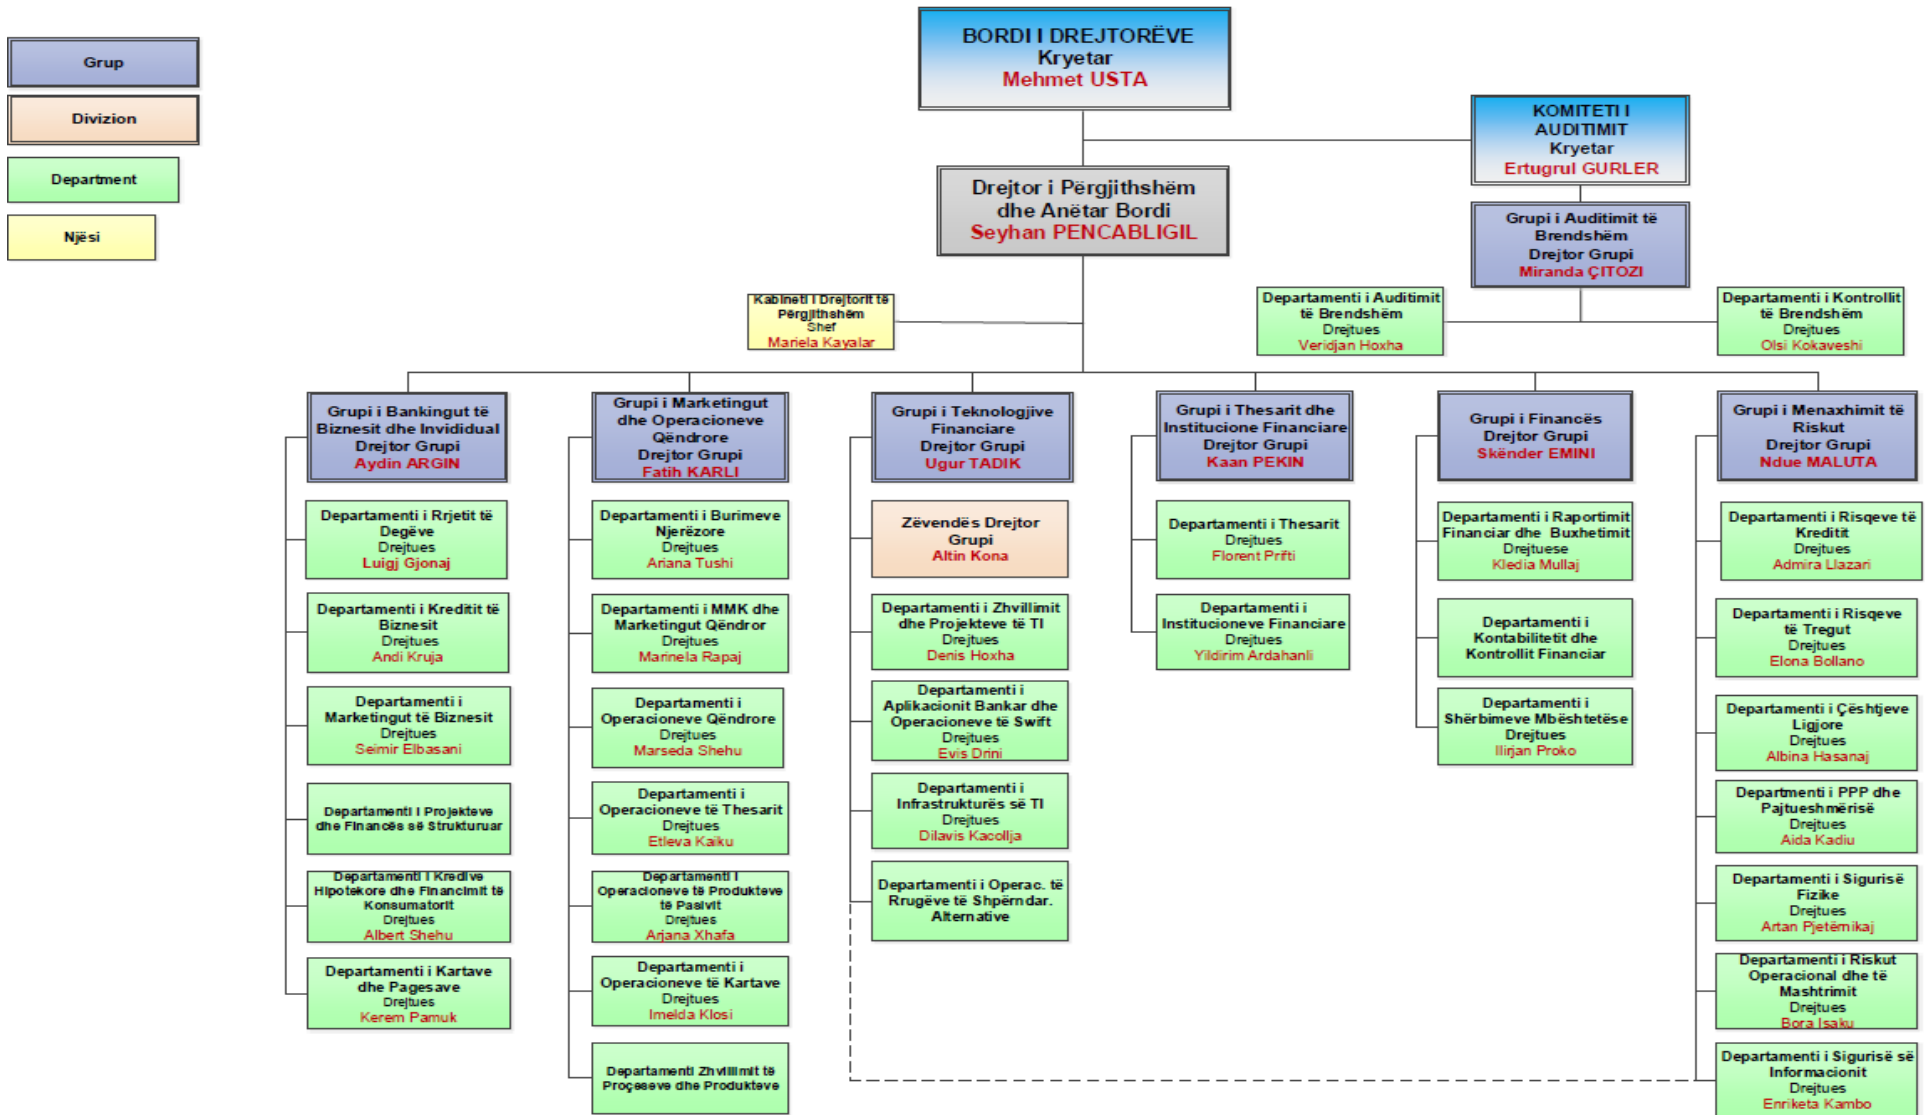 Grup
Divizion
Department
Njësi
BORDI I DREJTORËVE
Kryetar
Mehmet USTA
KOMITETI I
AUDITIMIT
Kryetar
Ertugrul GURLER
Drejtor i Përgjithshëm
dhe Anëtar Bordi
Seyhan PENCABLIGIL
Grupi i Auditimit të
Brendshëm
Drejtor Grupi
Miranda ÇITOZI
Kabineti i Drejtorit të
Përgjithshëm
Shef
Mariela Kayalar
Departamenti i Auditimit
të Brendshëm
Drejtues
Veridjan Hoxha
Departamenti i Kontrollit
të Brendshëm
Drejtues
Olsi Kokaveshi
Grupi i Bankingut të
Biznesit dhe Invididual
Drejtor Grupi
Aydin ARGIN
Departamenti i Rrjetit të
Degëve
Drejtues
Luigj Gjonaj
Departamenti i Kreditit të
Biznesit
Drejtues
Andi Kruja
Departamenti i
Marketingut të Biznesit
Drejtues
Seimir Elbasani
Departamenti i Projekteve
dhe Financës së Strukturuar
Departamenti i Kredive
Hipotekore dhe Financimit të
Konsumatorit
Drejtues
Albert Shehu
Departamenti i Kartave
dhe Pagesave
Drejtues
Kerem Pamuk
Grupi i Marketingut
dhe Operacioneve
Qëndrore
Drejtor Grupi
Fatih KARLI
Departamenti i Burimeve
Njerëzore
Drejtues
Ariana Tushi
Departamenti i MMK dhe
Marketingut Qëndror
Drejtues
Marinela Rapaj
Departamenti i
Operacioneve Qëndrore
Drejtues
Marseda Shehu
Departamenti i
Operacioneve të Thesarit
Drejtues
Etleva Kaiku
Departamenti i
Operacioneve të Produkteve
të Pasivit
Drejtues
Arjana Xhafa
Departamenti i
Operacioneve të Kartave
Drejtues
Imelda Klosi
Departamenti Zhvillimit të
Proçeseve dhe Produkteve
Grupi i Teknologjive
Financiare
Drejtor Grupi
Ugur TADIK
Zëvendës Drejtor
Grupi
Altin Kona
Departamenti i Zhvillimit
dhe Projekteve të TI
Drejtues
Denis Hoxha
Departamenti i
Aplikacionit Bankar dhe
Operacioneve të Swift
Drejtues
Evis Drini
Departamenti i
Infrastrukturës së TI
Drejtues
Dilavis Kacollja
Departamenti i Operac. të
Rrugëve të Shpërndar.
Alternative
Grupi i Thesarit dhe
Institucione Financiare
Drejtor Grupi
Kaan PEKIN
Departamenti i Thesarit
Drejtues
Florent Prifti
Departamenti i
Institucioneve Financiare
Drejtues
Yildirim Ardahanli
Grupi i Financës
Drejtor Grupi
Skënder EMINI
Departamenti i Raportimit
Financiar dhe Buxhetimit
Drejtuese
Kledia Mullaj
Departamenti i
Kontabilitetit dhe
Kontrollit Financiar
Departamenti i
Shërbimeve Mbështetëse
Drejtues
Ilirjan Proko
Grupi i Menaxhimit të
Riskut
Drejtor Grupi
Ndue MALUTA
Departamenti i Risqeve të
Kreditit
Drejtues
Admira Llazari
Departamenti i Risqeve
të Tregut
Drejtues
Elona Bollano
Departamenti i Çështjeve
Ligjore
Drejtues
Albina Hasanaj
Departmenti i PPP dhe
Pajtueshmërisë
Drejtues
Aida Kadiu
Departamenti i Sigurisë
Fizike
Drejtues
Artan Pjetërnikaj
Departamenti i Riskut
Operacional dhe të
Mashtrimit
Drejtues
Bora Isaku
Departamenti i Sigurisë së
Informacionit
Drejtues
Enriketa Kambo